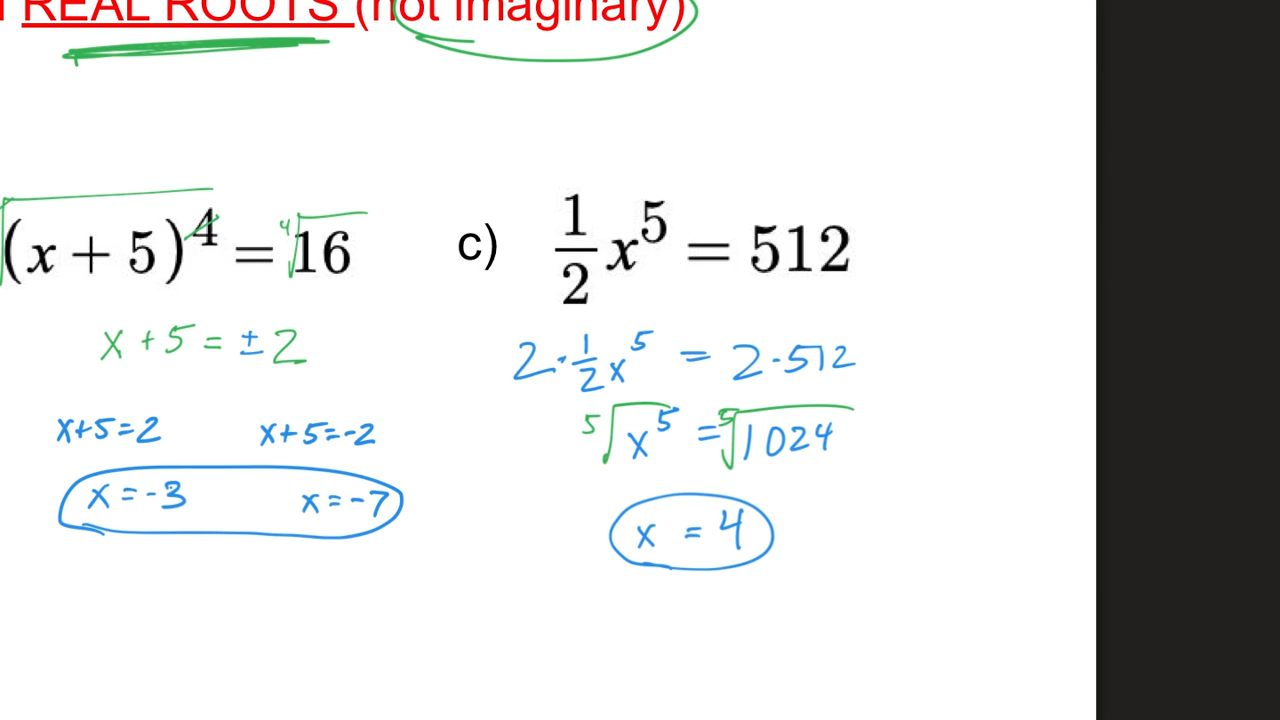 REAL ROOTS (not imaginary)
(x + 5)^4 = ∜16
x + 5 = ± 2
x+5=2 x+5=-2
x = -3 x = -7
c) 1/2 x^5 = 512
2 · 1/2 x^5 = 2 · 512
⁵√x^5 = ⁵√1024
x = 4